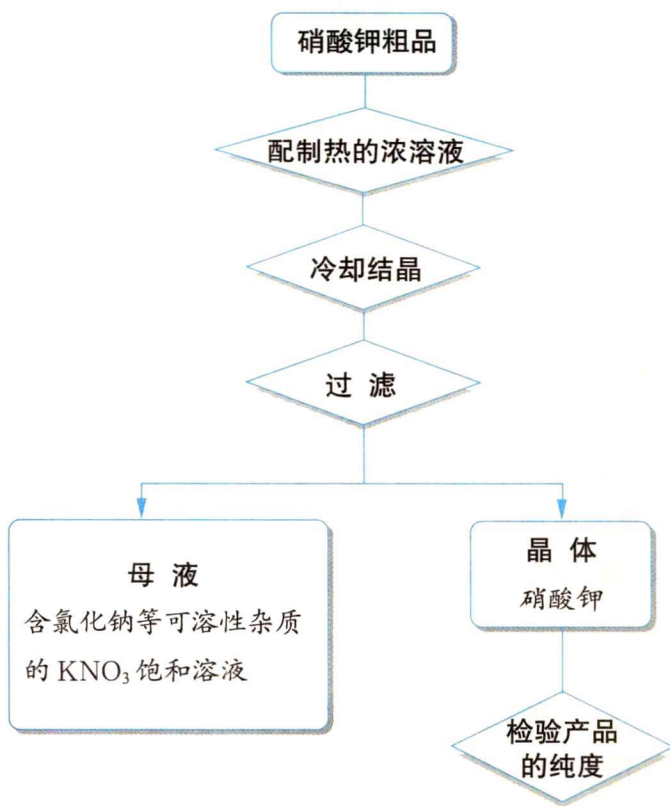 硝酸钾粗品
配制热的浓溶液
冷却结晶
过 滤
母 液
含氯化钠等可溶性杂质
的 KNO₃ 饱和溶液
晶 体
硝酸钾
检验产品
的纯度